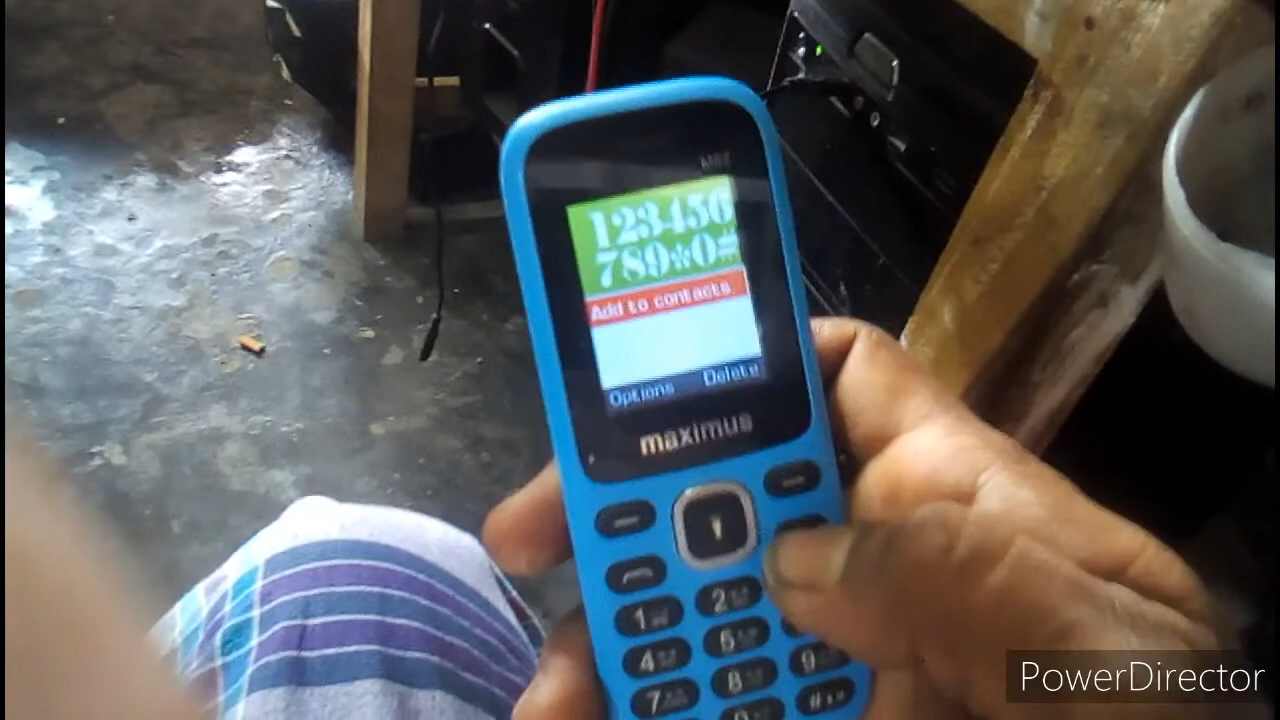 123456
789*0#
Add to contacts
Options Delete
maximus
1
2
4
5
7
8
9
#
PowerDirector